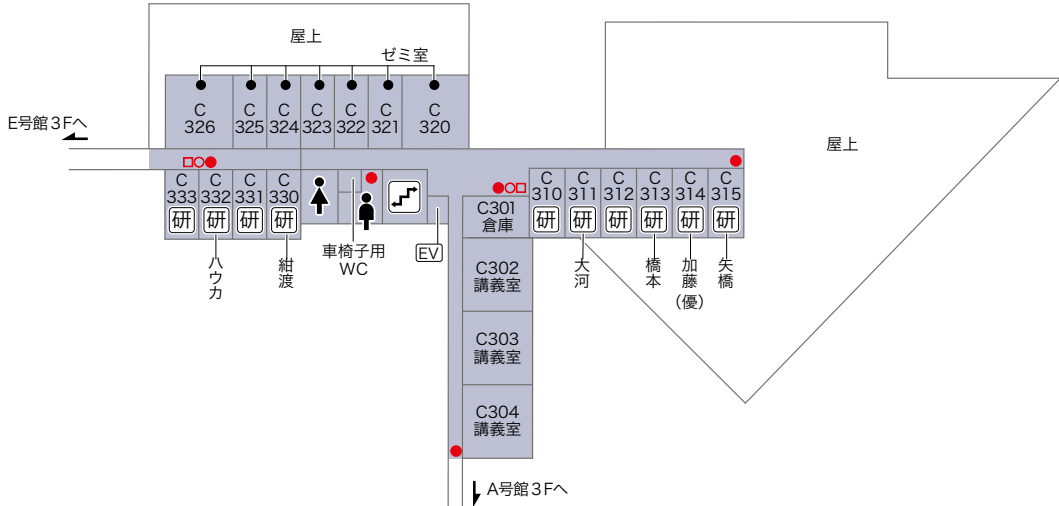 屋上
ゼミ室
C
326
C
325
C
324
C
323
C
322
C
321
C
320
E号館3Fへ
屋上
C
333
研
C
332
研
C
331
研
C
330
研
C
310
研
C
311
研
C
312
研
C
313
研
C
314
研
C
315
研
C301
倉庫
車椅子用
WC
EV
ハウカ
紺渡
大河
橋本
加藤
(優)
矢橋
C302
講義室
C303
講義室
C304
講義室
A号館3Fへ